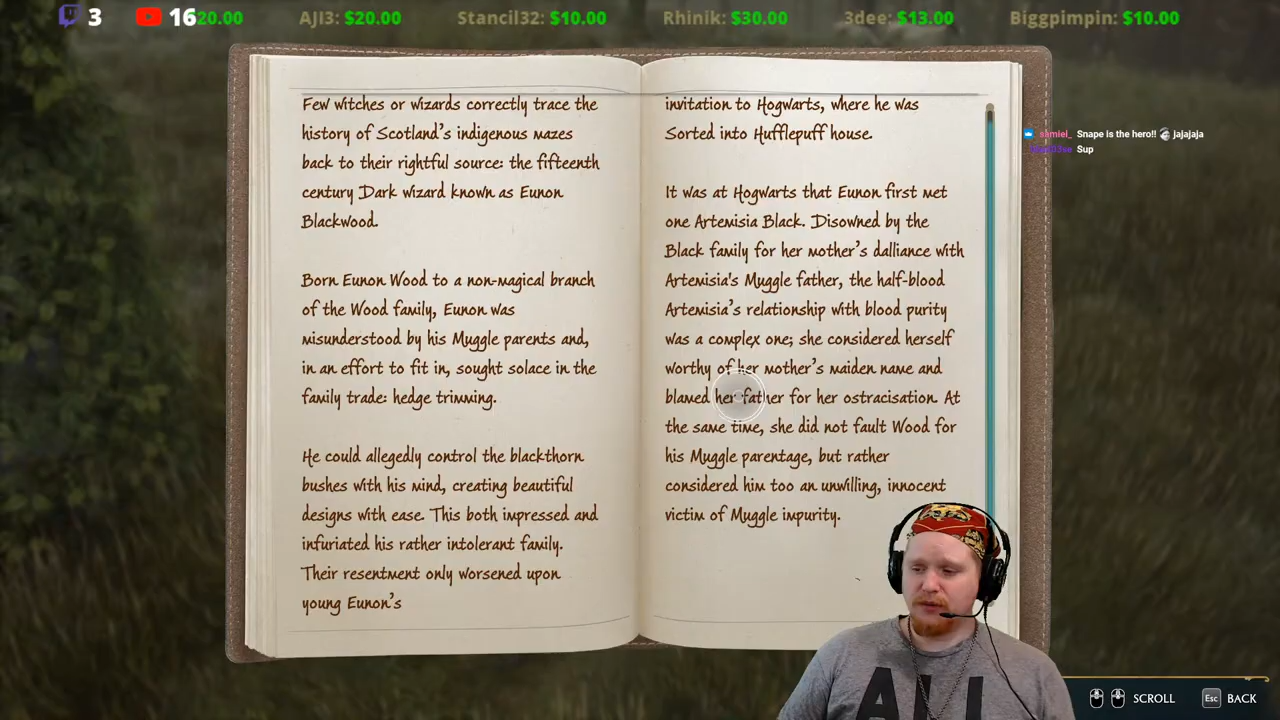 3
16
20.00
AJI3: $20.00
Stancil32: $10.00
Rhinik: $30.00
3dee: $13.00
Biggpimpin: $10.00
Few witches or wizards correctly trace the
history of Scotland's indigenous mazes
back to their rightful source: the fifteenth
century Dark wizard known as Eunon
Blackwood.
Born Eunon Wood to a non-magical branch
of the Wood family, Eunon was
misunderstood by his Muggle parents and,
in an effort to fit in, sought solace in the
family trade: hedge trimming.
He could allegedly control the blackthorn
bushes with his mind, creating beautiful
designs with ease. This both impressed and
infuriated his rather intolerant family.
Their resentment only worsened upon
young Eunon's
invitation to Hogwarts, where he was
Sorted into Hufflepuff house.
It was at Hogwarts that Eunon first met
one Artemisia Black. Disowned by the
Black family for her mother's dalliance with
Artemisia's Muggle father, the half-blood
Artemisia's relationship with blood purity
was a complex one; she considered herself
worthy of her mother's maiden name and
blamed her father for her ostracisation. At
the same time, she did not fault Wood for
his Muggle parentage, but rather
considered him too an unwilling, innocent
victim of Muggle impurity.
samiel_ Snape is the hero!! jajajaja
Sup
ALL
SCROLL
Esc BACK